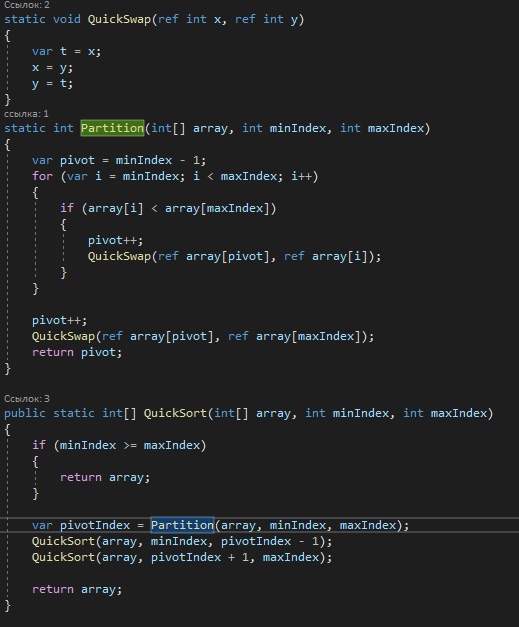 Ссылок: 2
static void QuickSwap(ref int x, ref int y)
{
    var t = x;
    x = y;
    y = t;
}
ссылка: 1
static int Partition(int[] array, int minIndex, int maxIndex)
{
    var pivot = minIndex - 1;
    for (var i = minIndex; i < maxIndex; i++)
    {
        if (array[i] < array[maxIndex])
        {
            pivot++;
            QuickSwap(ref array[pivot], ref array[i]);
        }
    }

    pivot++;
    QuickSwap(ref array[pivot], ref array[maxIndex]);
    return pivot;
}

Ссылок: 3
public static int[] QuickSort(int[] array, int minIndex, int maxIndex)
{
    if (minIndex >= maxIndex)
    {
        return array;
    }

    var pivotIndex = Partition(array, minIndex, maxIndex);
    QuickSort(array, minIndex, pivotIndex - 1);
    QuickSort(array, pivotIndex + 1, maxIndex);

    return array;
}